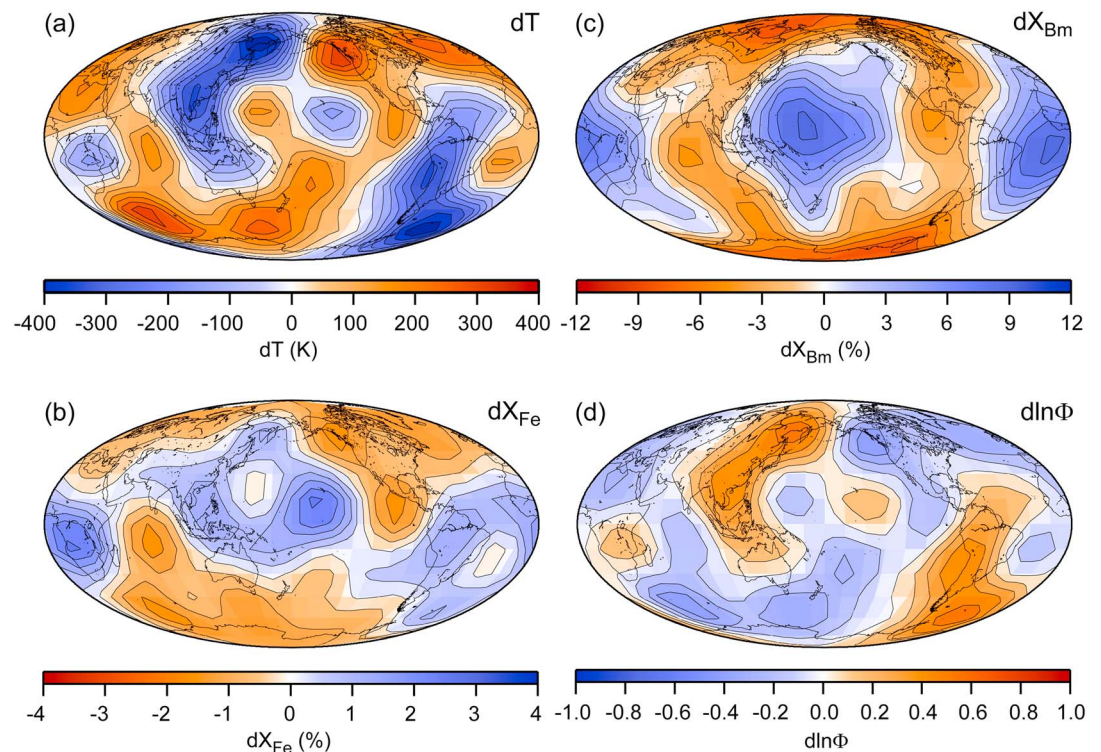 (a) dT
-400 -300 -200 -100 0 100 200 300 400
dT (K)
(c) dX_Bm
-12 -9 -6 -3 0 3 6 9 12
dX_Bm (%)
(b) dX_Fe
-4 -3 -2 -1 0 1 2 3 4
dX_Fe (%)
(d) dlnΦ
-1.0 -0.8 -0.6 -0.4 -0.2 0.0 0.2 0.4 0.6 0.8 1.0
dlnΦ